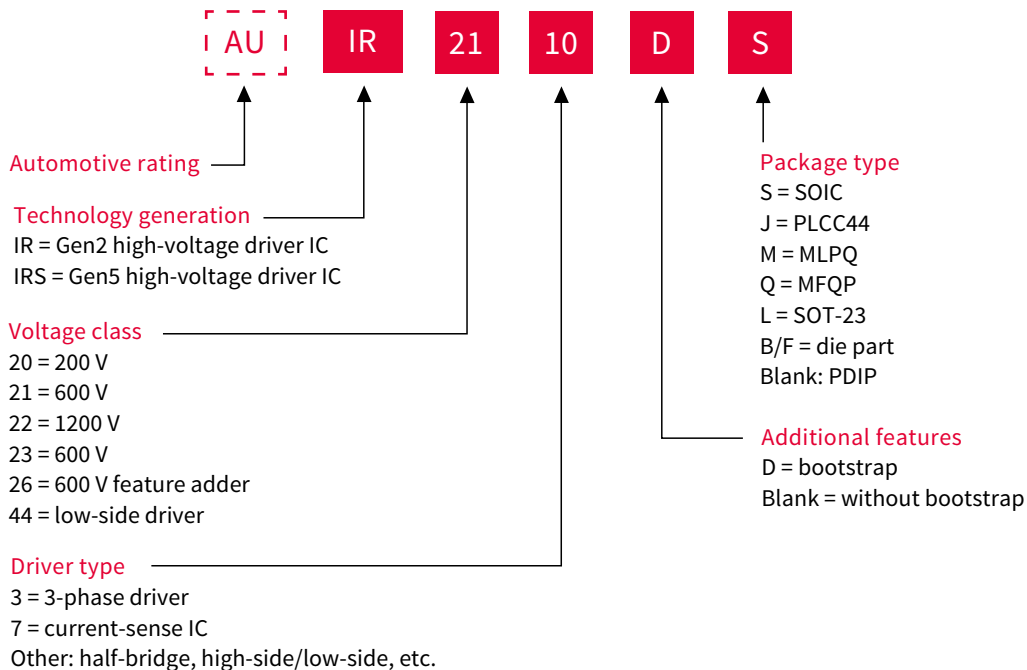 AU IR 21 10 D S
Automotive rating
Technology generation
IR = Gen2 high-voltage driver IC
IRS = Gen5 high-voltage driver IC
Voltage class
20 = 200 V
21 = 600 V
22 = 1200 V
23 = 600 V
26 = 600 V feature adder
44 = low-side driver
Driver type
3 = 3-phase driver
7 = current-sense IC
Other: half-bridge, high-side/low-side, etc.
Package type
S = SOIC
J = PLCC44
M = MLPQ
Q = MFQP
L = SOT-23
B/F = die part
Blank: PDIP
Additional features
D = bootstrap
Blank = without bootstrap